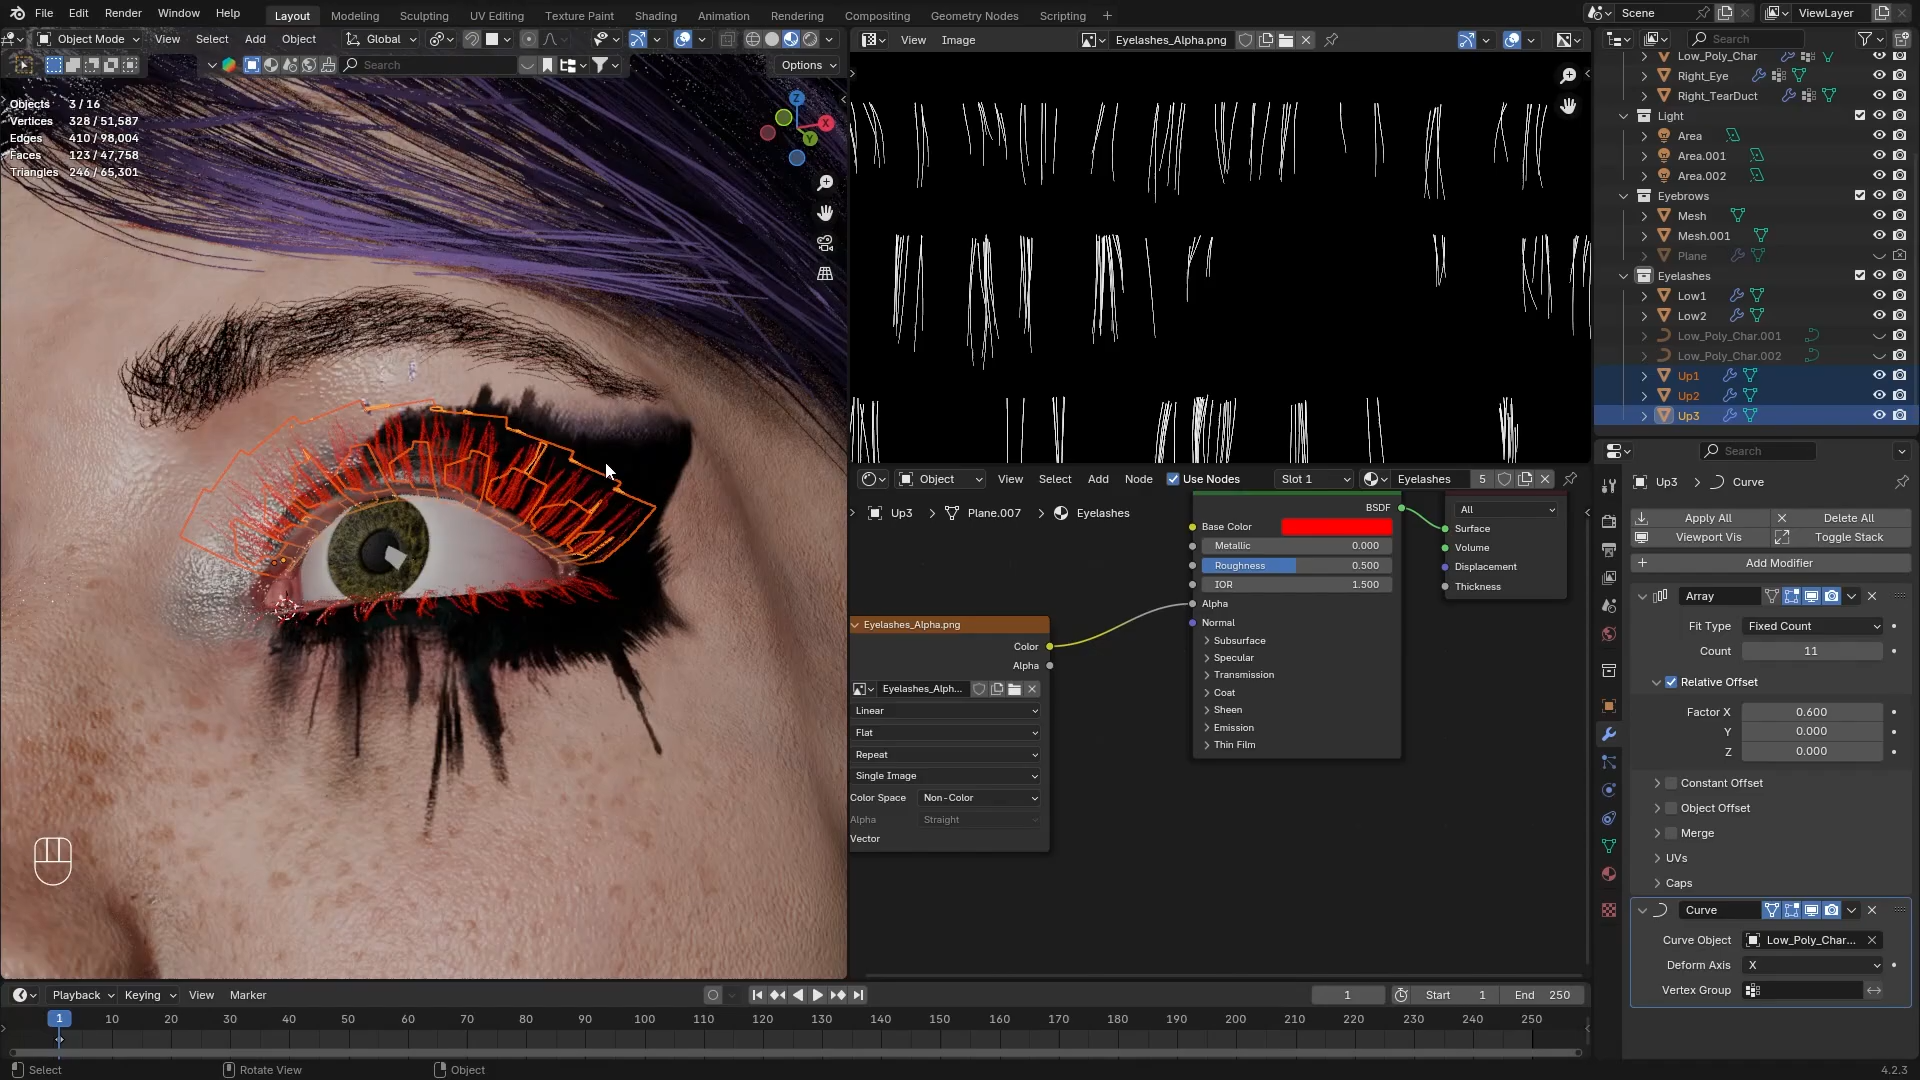 File Edit Render Window Help Layout Modeling Sculpting UV Editing Texture Paint Shading Animation Rendering Compositing Geometry Nodes Scripting + Scene ViewLayer
Object Mode View Select Add Object Global
Search Options
Objects 3 / 16
Vertices 328 / 51,587
Edges 410 / 98,004
Faces 123 / 47,758
Triangles 246 / 65,301
Z
X
Y
View Image Eyelashes_Alpha.png
Object View Select Add Node Use Nodes Slot 1 Eyelashes 5
Up3 Plane.007 Eyelashes
BSDF
Base Color
Metallic 0.000
Roughness 0.500
IOR 1.500
Alpha
Normal
Subsurface
Specular
Transmission
Coat
Sheen
Emission
Thin Film
All
Surface
Volume
Displacement
Thickness
Eyelashes_Alpha.png
Color
Alpha
Eyelashes_Alph...
Linear
Flat
Repeat
Single Image
Color Space Non-Color
Alpha Straight
Vector
Search
Low_Poly_Char
Right_Eye
Right_TearDuct
Light
Area
Area.001
Area.002
Eyebrows
Mesh
Mesh.001
Plane
Eyelashes
Low1
Low2
Low_Poly_Char.001
Low_Poly_Char.002
Up1
Up2
Up3
Search
Up3 Curve
Apply All Delete All
Viewport Vis Toggle Stack
Add Modifier
Array
Fit Type Fixed Count
Count 11
Relative Offset
Factor X 0.600
Y 0.000
Z 0.000
Constant Offset
Object Offset
Merge
UVs
Caps
Curve
Curve Object Low_Poly_Char...
Deform Axis X
Vertex Group
Playback Keying View Marker 1 Start 1 End 250
1 10 20 30 40 50 60 70 80 90 100 110 120 130 140 150 160 170 180 190 200 210 220 230 240 250
Select Rotate View Object 4.2.3